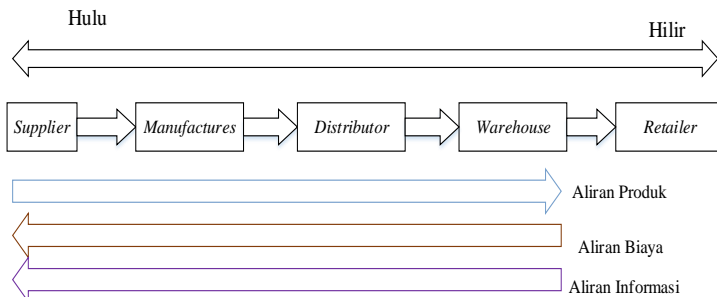 Hulu
Hilir
Supplier Manufactures Distributor Warehouse Retailer
Aliran Produk
Aliran Biaya
Aliran Informasi